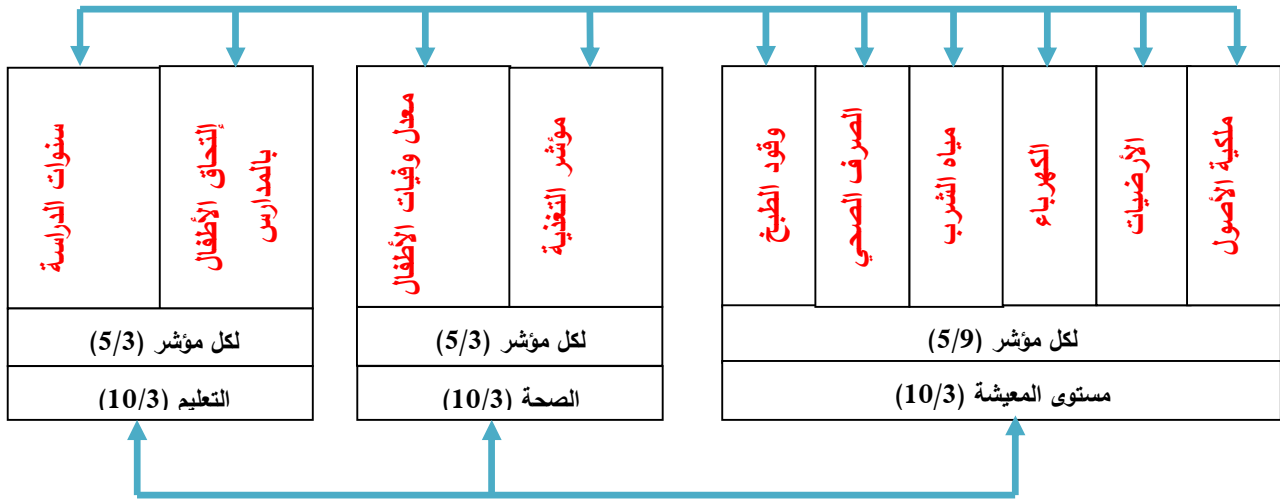 ملكية الأصول
الأرضيات
الكهرباء
مياه الشرب
الصرف الصحي
وقود الطبخ
لكل مؤشر (5/9)
مستوى المعيشة (10/3)
مؤشر التغذية
معدل وفيات الأطفال
لكل مؤشر (5/3)
الصحة (10/3)
إلتحاق الأطفال
بالمدارس
سنوات الدراسة
لكل مؤشر (5/3)
التعليم (10/3)